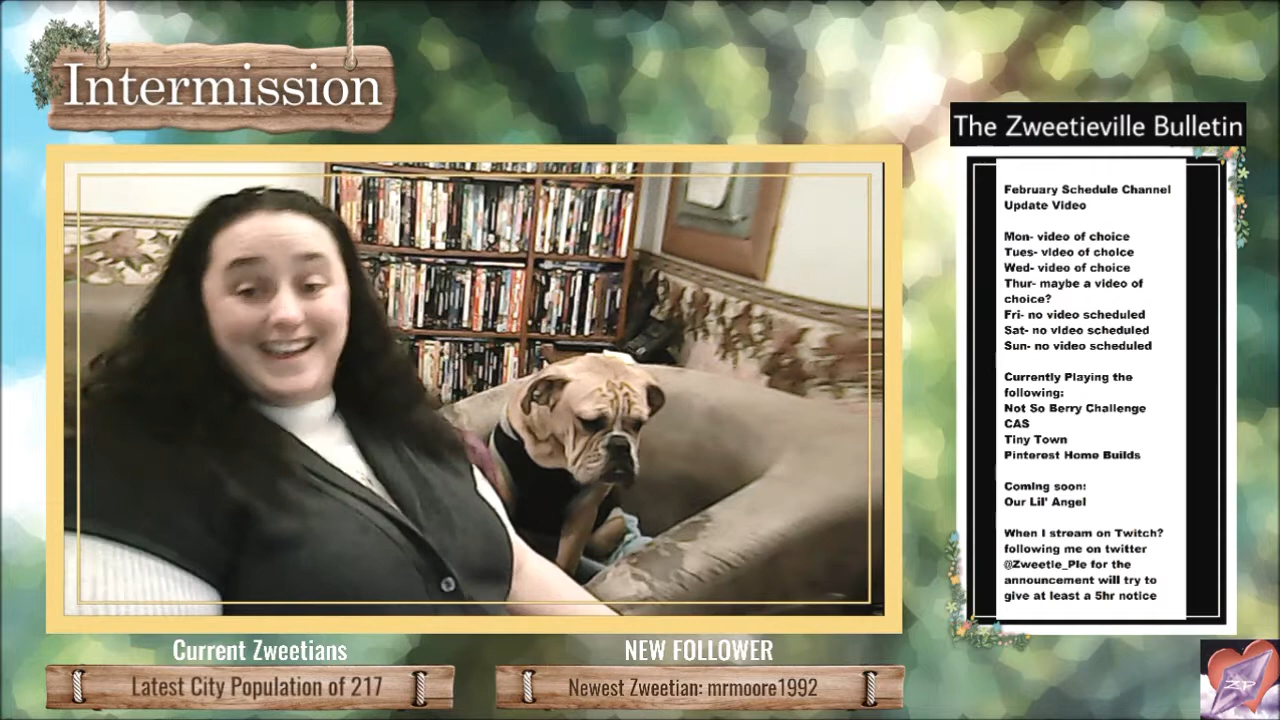 Intermission
The Zweetieville Bulletin
February Schedule Channel
Update Video
Mon- video of choice
Tues- video of choice
Wed- video of choice
Thur- maybe a video of
choice?
Fri- no video scheduled
Sat- no video scheduled
Sun- no video scheduled
Currently Playing the
following:
Not So Berry Challenge
CAS
Tiny Town
Pinterest Home Builds
Coming soon:
Our Lil' Angel
When I stream on Twitch?
following me on twitter
@Zweetie_Pie for the
announcement will try to
give at least a 5hr notice
Current Zweetians
Latest City Population of 217
NEW FOLLOWER
Newest Zweetian: mrmoore1992
ZP